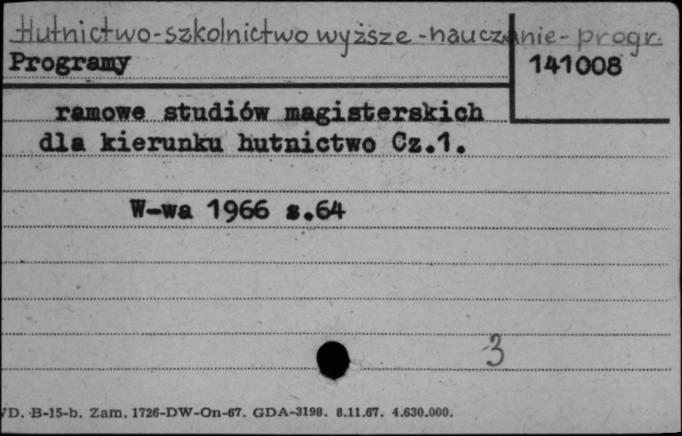 Hutnictwo-szkolnictwo wyższe-nauczanie-progr.
Programy
141008
ramowe studiów magisterskich
dla kierunku hutnictwo Cz.1.
W-wa 1966 s.64
3
VD. B-15-b. Zam. 1726-DW-On-67. GDA-3198. 8.11.67. 4.630.000.